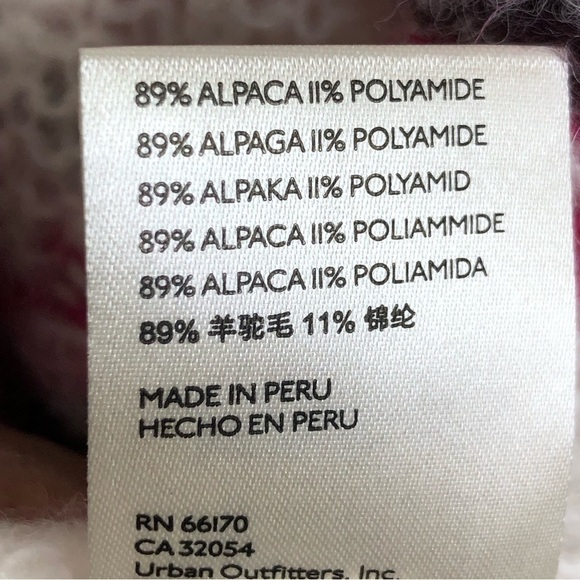 89% ALPACA 11% POLYAMIDE
89% ALPAGA 11% POLYAMIDE
89% ALPAKA 11% POLYAMID
89% ALPACA 11% POLIAMMIDE
89% ALPACA 11% POLIAMIDA
89% 羊驼毛 11% 锦纶
MADE IN PERU
HECHO EN PERU
RN 66170
CA 32054
Urban Outfitters, Inc.